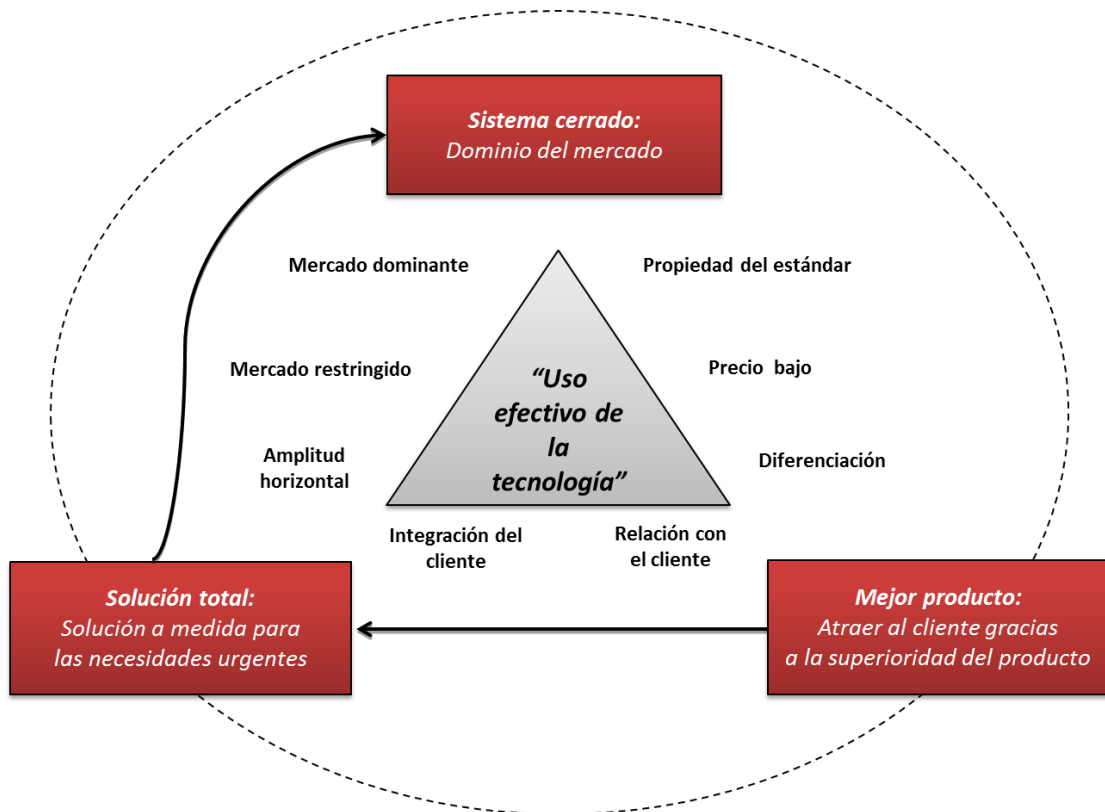 Sistema cerrado:
Dominio del mercado
Mercado dominante
Propiedad del estándar
Mercado restringido
Precio bajo
“Uso
efectivo de
la
tecnología”
Amplitud
horizontal
Diferenciación
Integración del
cliente
Relación con
el cliente
Solución total:
Solución a medida para
las necesidades urgentes
Mejor producto:
Atraer al cliente gracias
a la superioridad del producto